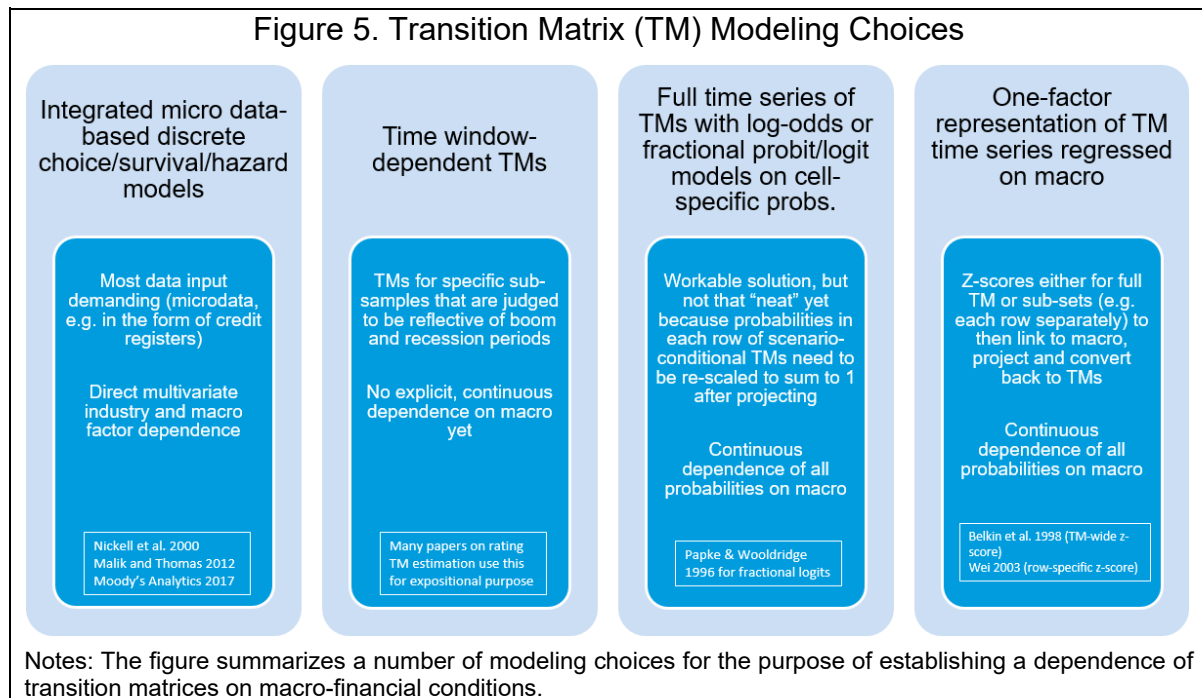 Figure 5. Transition Matrix (TM) Modeling Choices
Integrated micro data-
based discrete
choice/survival/hazard
models
Most data input
demanding (microdata,
e.g. in the form of credit
registers)
Direct multivariate
industry and macro
factor dependence
Nickell et al. 2000
Malik and Thomas 2012
Moody's Analytics 2017
Time window-
dependent TMs
TMs for specific sub-
samples that are judged
to be reflective of boom
and recession periods
No explicit, continuous
dependence on macro
yet
Many papers on rating
TM estimation use this
for expositional purpose
Full time series of
TMs with log-odds or
fractional probit/logit
models on cell-
specific probs.
Workable solution, but
not that “neat” yet
because probabilities in
each row of scenario-
conditional TMs need to
be re-scaled to sum to 1
after projecting
Continuous
dependence of all
probabilities on macro
Papke & Wooldridge
1996 for fractional logits
One-factor
representation of TM
time series regressed
on macro
Z-scores either for full
TM or sub-sets (e.g.
each row separately) to
then link to macro,
project and convert
back to TMs
Continuous
dependence of all
probabilities on macro
Belkin et al. 1998 (TM-wide z-
score)
Wei 2003 (row-specific z-score)
Notes: The figure summarizes a number of modeling choices for the purpose of establishing a dependence of
transition matrices on macro-financial conditions.